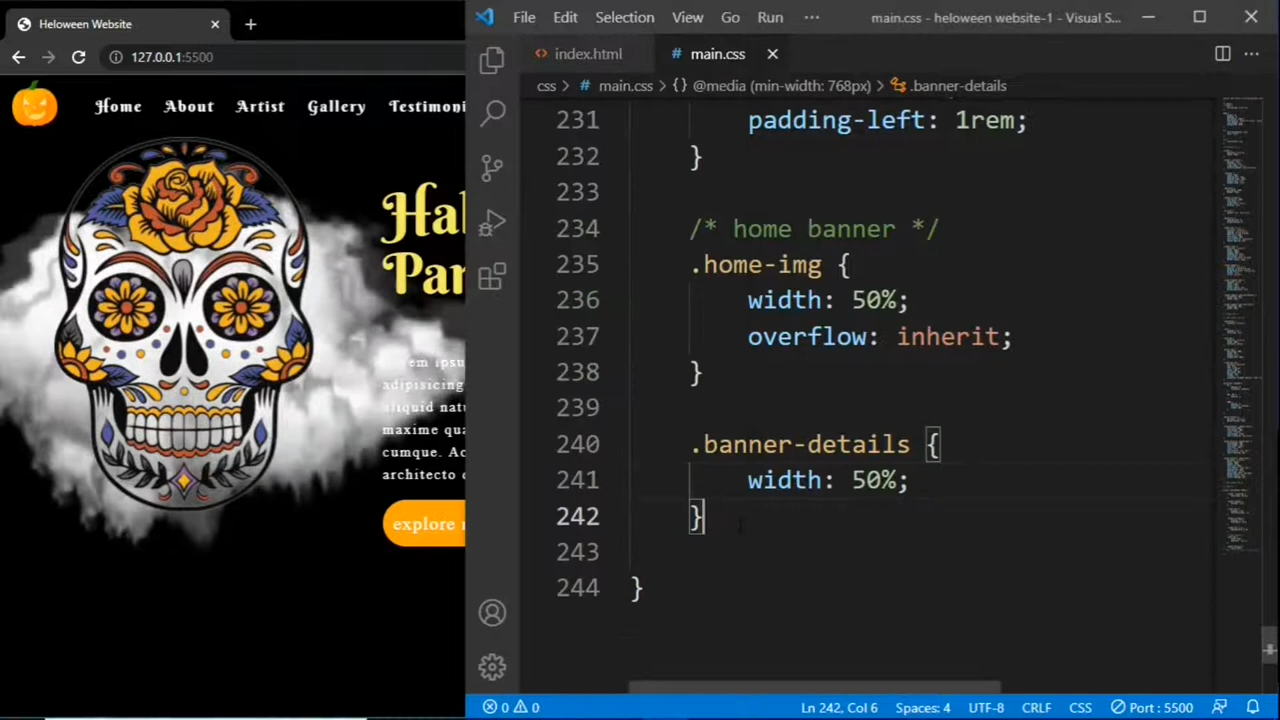 Heloween Website
127.0.0.1:5500
Home About Artist Gallery Testimoni
Hal
Par
orem ipsu
adipisicing
aliquid natu
maxime qua
cumque. Ac
architecto
explore
File Edit Selection View Go Run ··· main.css - heloween website-1 - Visual S...
index.html # main.css
css > # main.css > {} @media (min-width: 768px) > .banner-details
231 padding-left: 1rem;
232 }
233
234 /* home banner */
235 .home-img {
236 width: 50%;
237 overflow: inherit;
238 }
239
240 .banner-details {
241 width: 50%;
242 }
243
244 }
0 0 Ln 242, Col 6 Spaces: 4 UTF-8 CRLF CSS Port : 5500